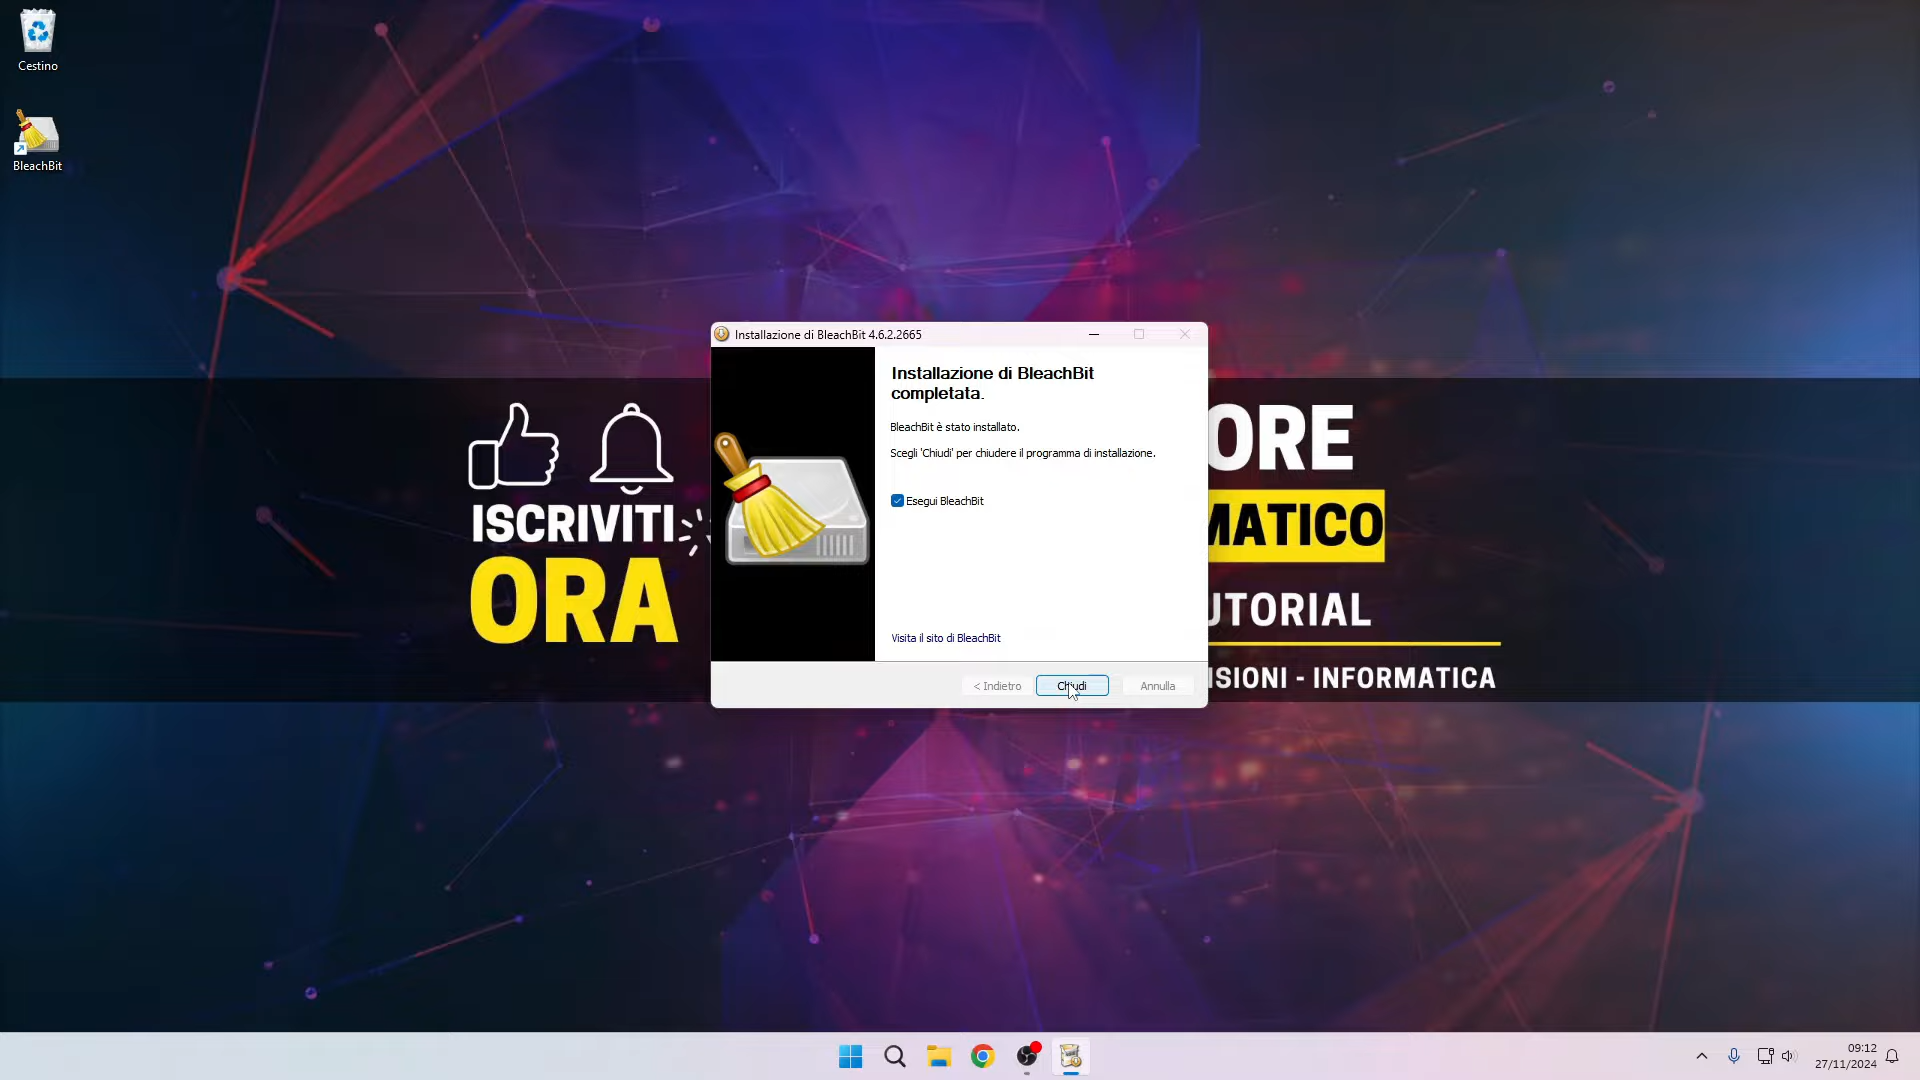 Cestino
BleachBit
Installazione di BleachBit 4.6.2.2665
Installazione di BleachBit
completata.
BleachBit è stato installato.
Scegli 'Chiudi' per chiudere il programma di installazione.
Esegui BleachBit
Visita il sito di BleachBit
< Indietro
Chiudi
Annulla
ISCRIVITI
ORA
ORE
MATICO
UTORIAL
ISIONI - INFORMATICA
09:12
27/11/2024